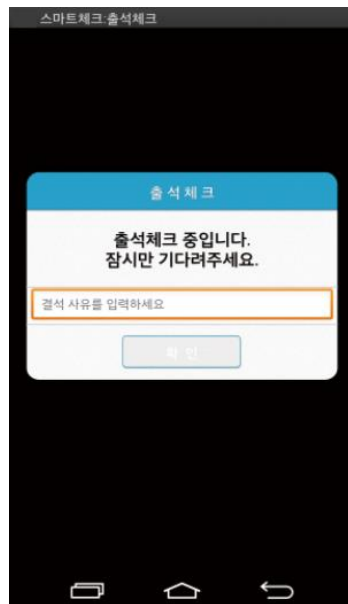 스마트체크:출석체크
출 석 체 크
출석체크 중입니다.
잠시만 기다려주세요.
결석 사유를 입력하세요
확 인